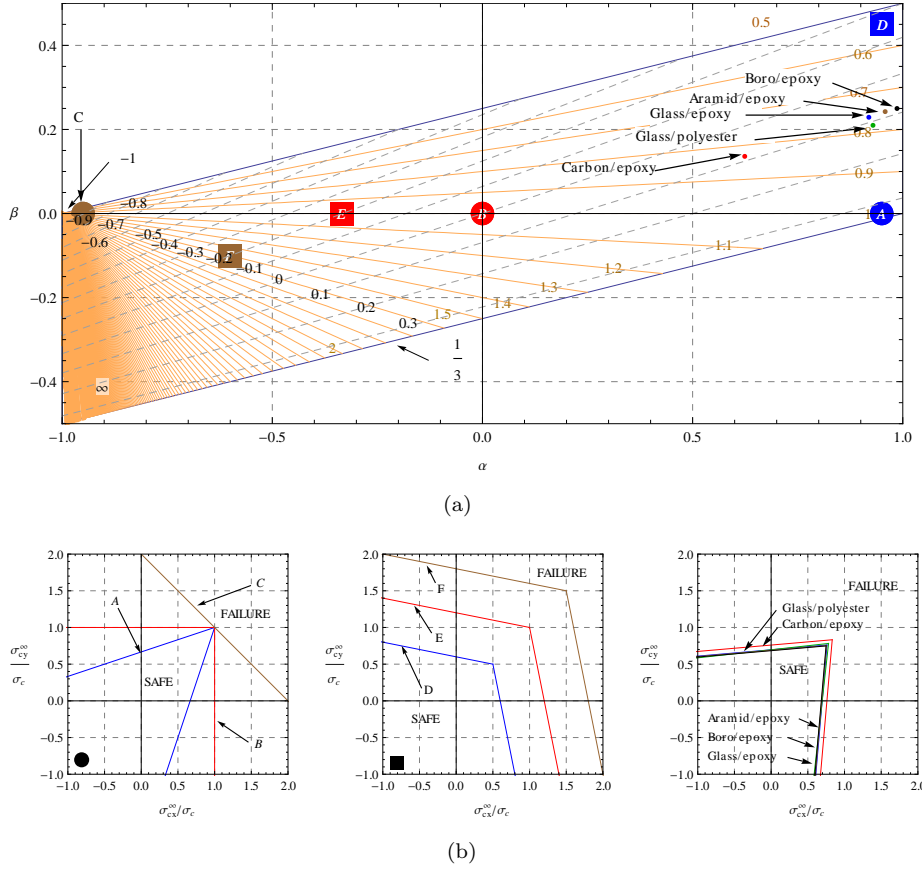 0.4
0.2
0.0
-0.2
-0.4
β
-1.0
-0.5
0.0
0.5
1.0
α
C
-1
-0.9
-0.8
-0.7
-0.6
-0.5
-0.4
-0.3
-0.2
-0.1
0
0.1
0.2
0.3
1
3
∞
2
1.5
1.4
1.3
1.2
1.1
0.9
0.8
0.7
0.6
0.5
E
B
A
D
Boro/epoxy
Aramid/epoxy
Glass/epoxy
Glass/polyester
Carbon/epoxy
(a)
2.0
1.5
1.0
0.5
0.0
-0.5
-1.0
σ∞cy
σc
A
C
B
FAILURE
SAFE
-1.0 -0.5 0.0 0.5 1.0 1.5 2.0
σ∞cx/σc
2.0
1.5
1.0
0.5
0.0
-0.5
-1.0
σ∞cy
σc
F
E
D
FAILURE
SAFE
-1.0 -0.5 0.0 0.5 1.0 1.5 2.0
σ∞cx/σc
2.0
1.5
1.0
0.5
0.0
-0.5
-1.0
σ∞cy
σc
FAILURE
Glass/polyester
Carbon/epoxy
SAFE
Aramid/epoxy
Boro/epoxy
Glass/epoxy
-1.0 -0.5 0.0 0.5 1.0 1.5 2.0
σ∞cx/σc
(b)